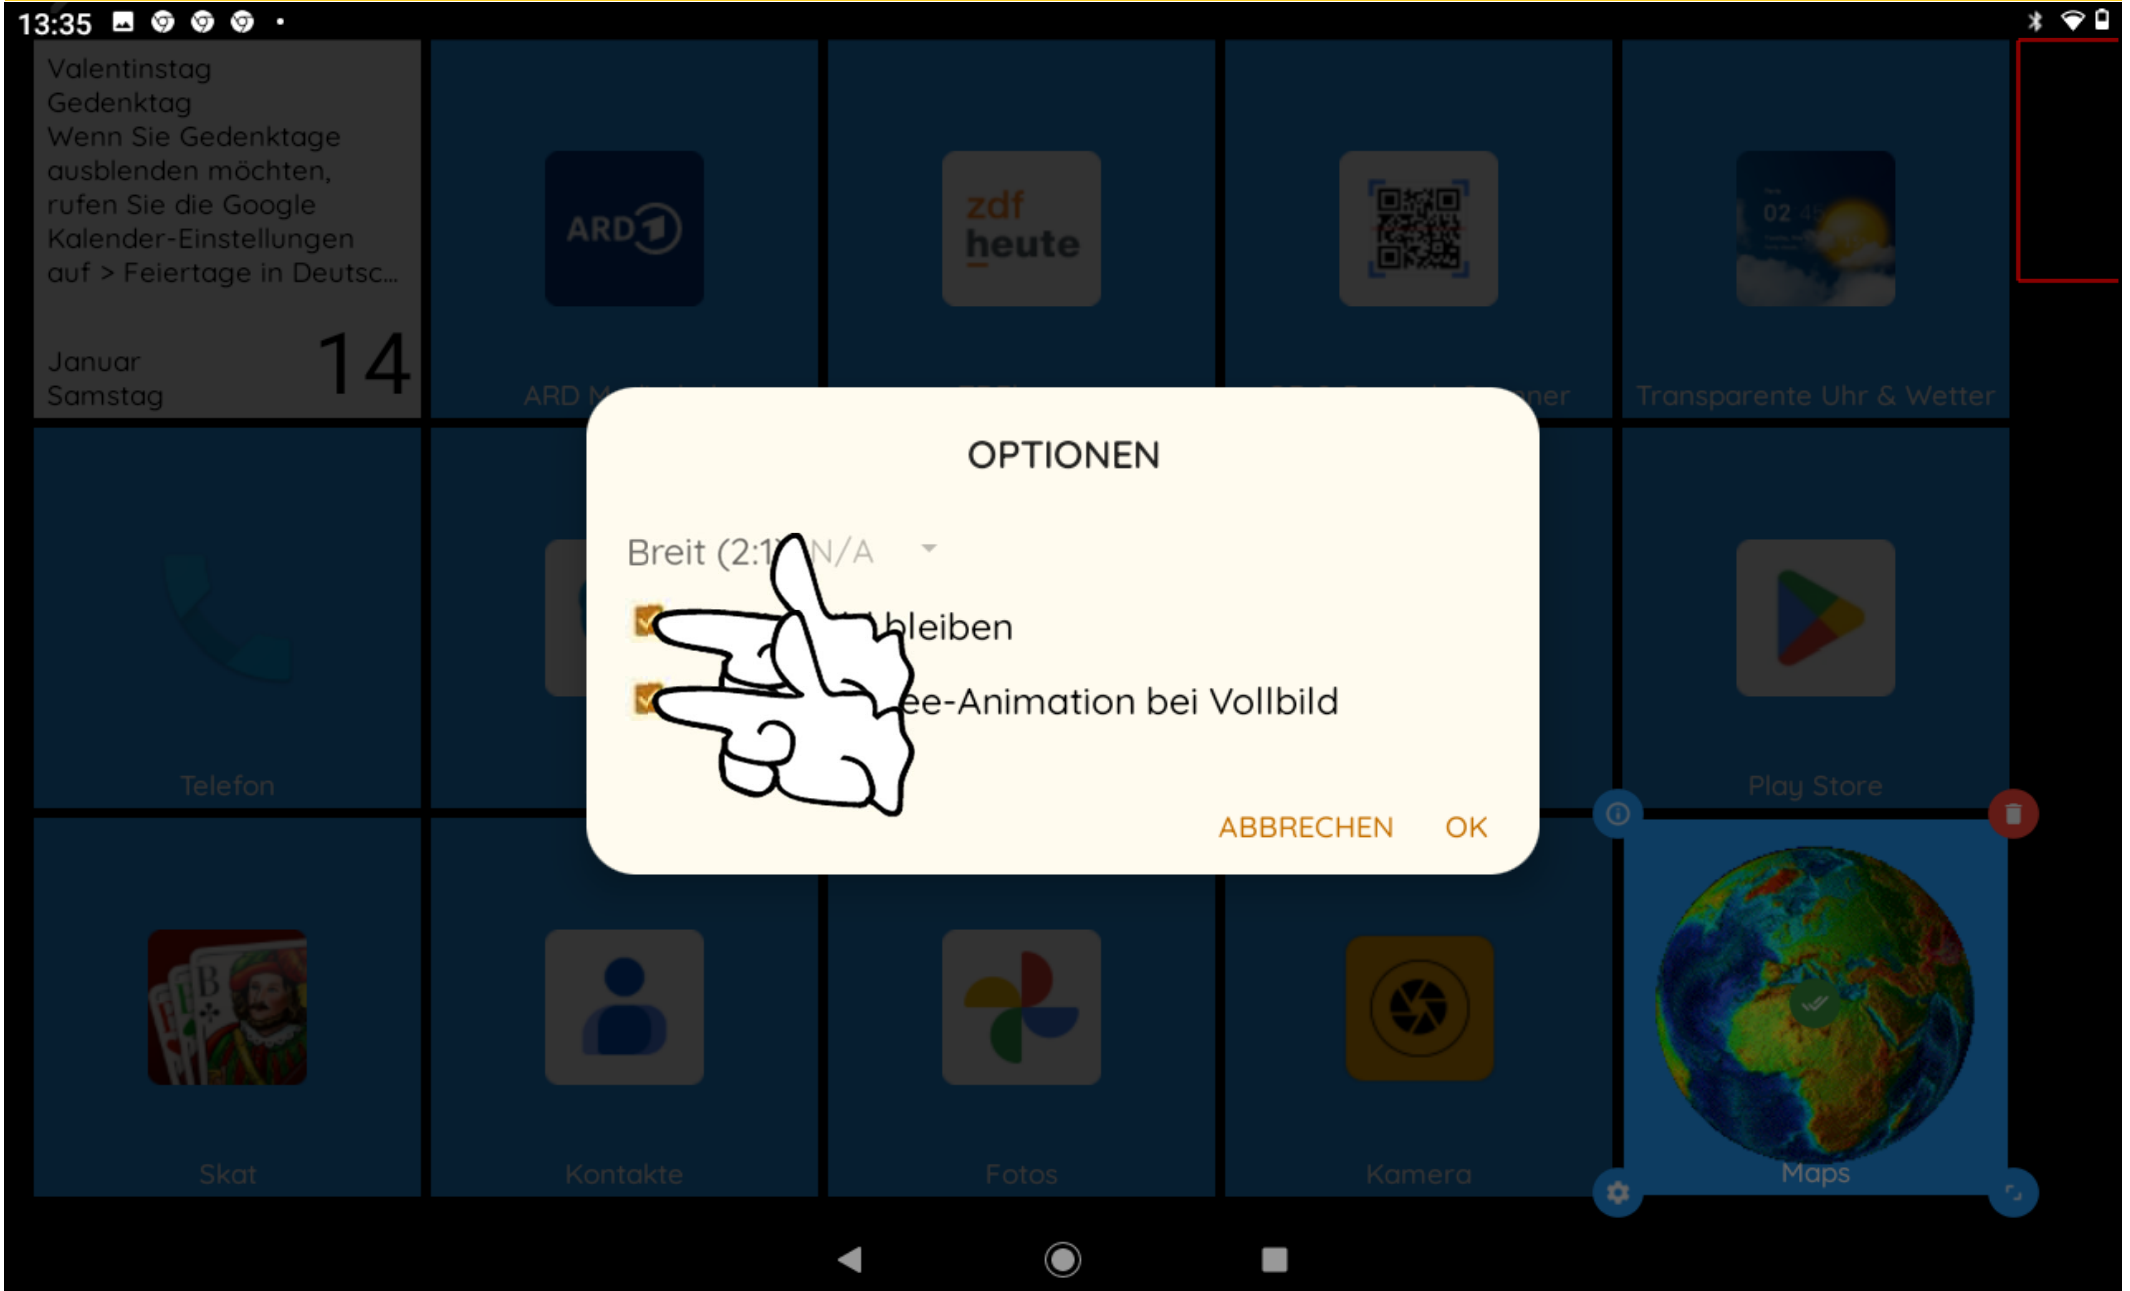 13:35
Valentinstag
Gedenktag
Wenn Sie Gedenktage
ausblenden möchten,
rufen Sie die Google
Kalender-Einstellungen
auf > Feiertage in Deutsc...
Januar
Samstag
14
ARD
ARD
zdf
heute
02 45
Transparente Uhr & Wetter
OPTIONEN
Breit (2:1) N/A
bleiben
-Animation bei Vollbild
ABBRECHEN OK
Telefon
Play Store
B
Skat
Kontakte
Fotos
Kamera
Maps